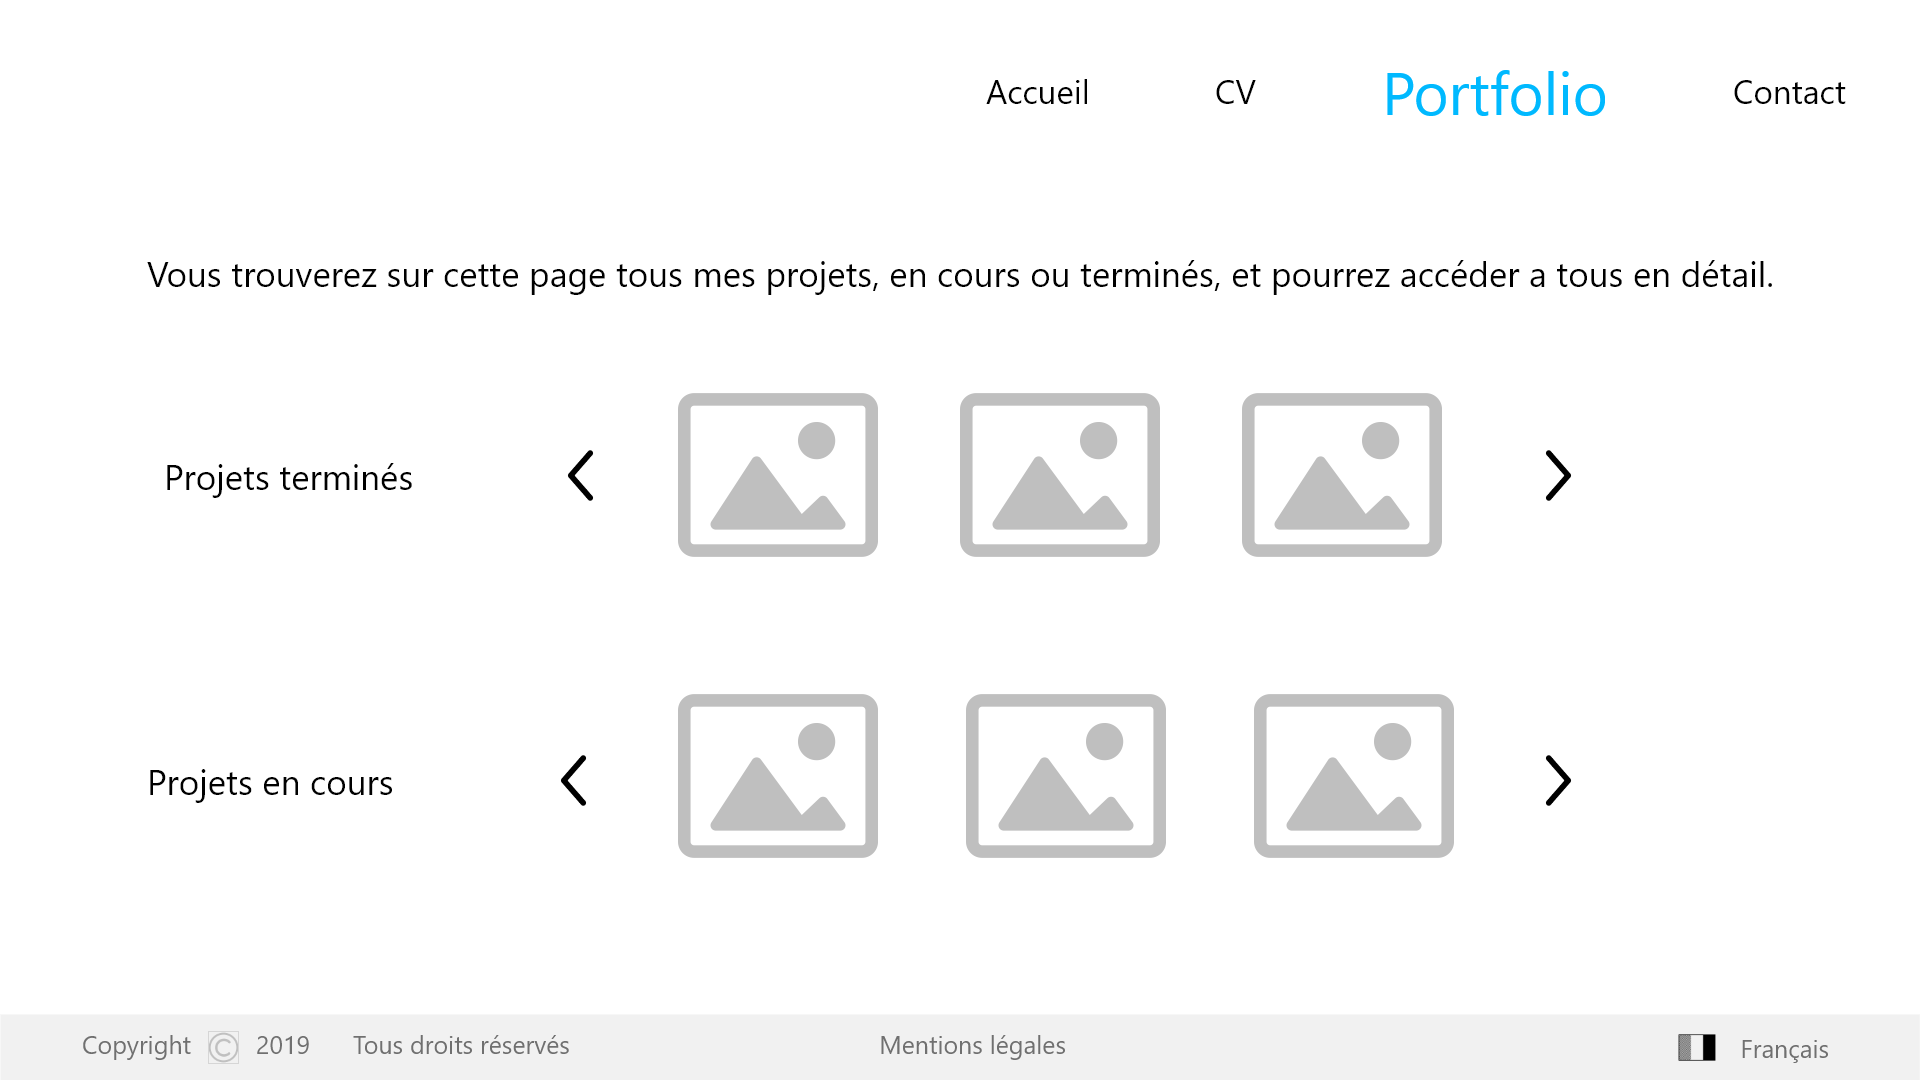 Accueil CV Portfolio Contact
Vous trouverez sur cette page tous mes projets, en cours ou terminés, et pourrez accéder a tous en détail.
Projets terminés
Projets en cours
Copyright © 2019 Tous droits réservés Mentions légales Français